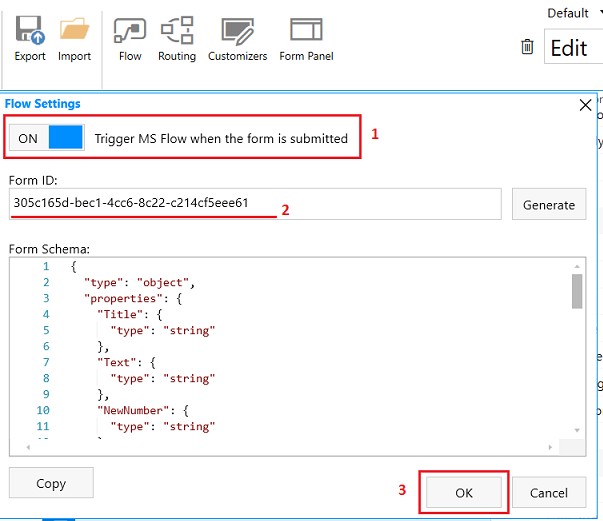 Default
Export Import Flow Routing Customizers Form Panel
Edit
Flow Settings
ON Trigger MS Flow when the form is submitted 1
Form ID:
305c165d-bec1-4cc6-8c22-c214cf5eee61 2 Generate
Form Schema:
1 {
2 "type": "object",
3 "properties": {
4 "Title": {
5 "type": "string"
6 },
7 "Text": {
8 "type": "string"
9 },
10 "NewNumber": {
11 "type": "string"
Copy 3 OK Cancel